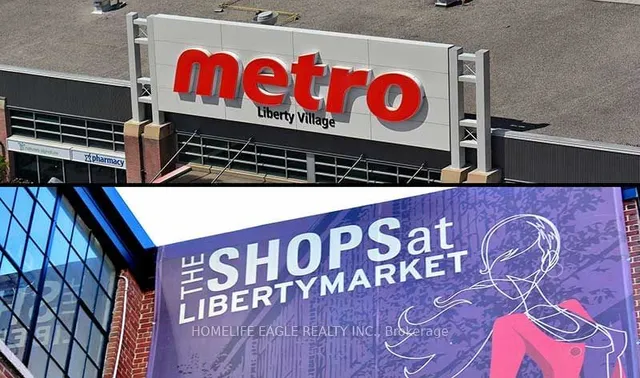 metro
Liberty Village
pharmacy
THE
SHOPS at
LIBERTYMARKET
HOMELIFE EAGLE REALTY INC., Brokerage